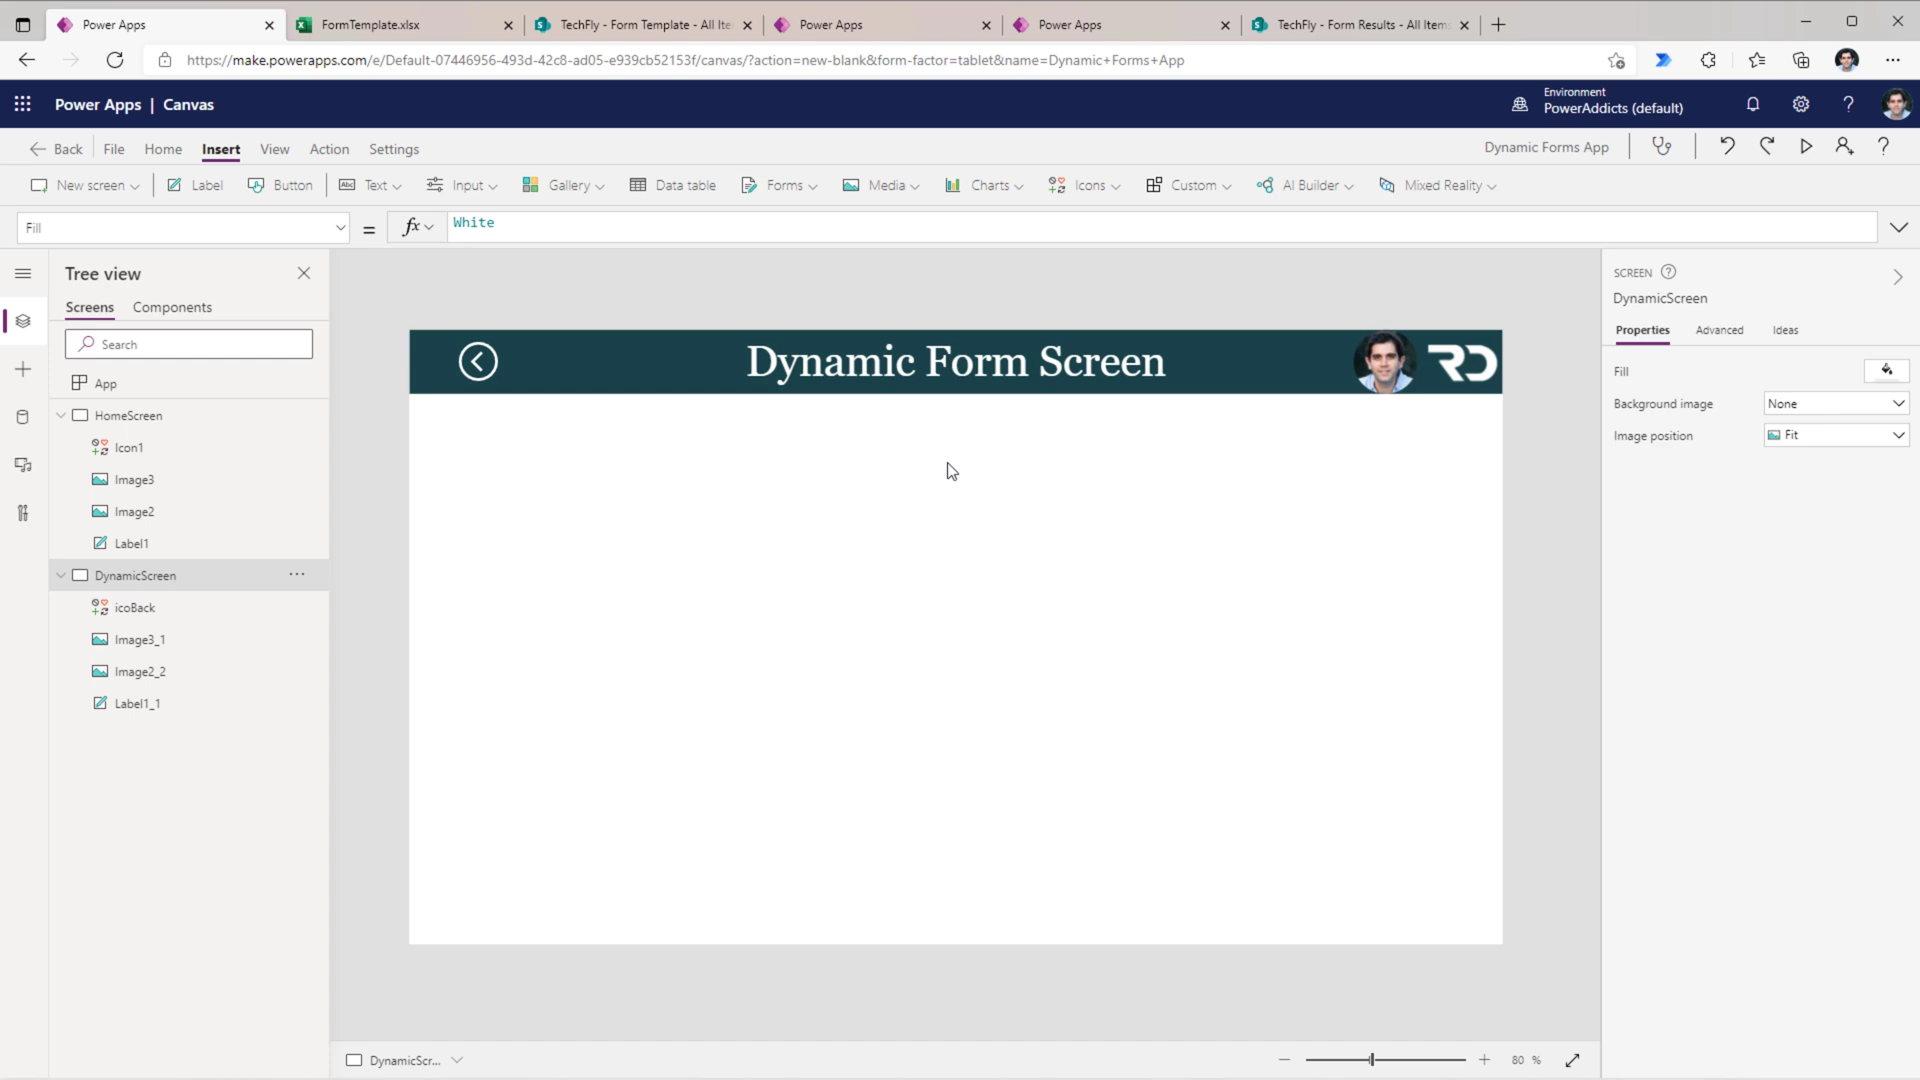 Power Apps
FormTemplate.xlsx
TechFly - Form Template - All Ite
Power Apps
Power Apps
TechFly - Form Results - All Items
https://make.powerapps.com/e/Default-07446956-493d-42c8-ad05-e939cb52153f/canvas/?action=new-blank&form-factor=tablet&name=Dynamic+Forms+App
Power Apps | Canvas
Environment
PowerAddicts (default)
Back File Home Insert View Action Settings
Dynamic Forms App
New screen Label Button Text Input Gallery Data table Forms Media Charts Icons Custom AI Builder Mixed Reality
Fill = fx White
Tree view
Screens Components
Search
App
HomeScreen
Icon1
Image3
Image2
Label1
DynamicScreen
icoBack
Image3_1
Image2_2
Label1_1
Dynamic Form Screen
RD
SCREEN
DynamicScreen
Properties Advanced Ideas
Fill
Background image None
Image position Fit
DynamicScr...
80 %